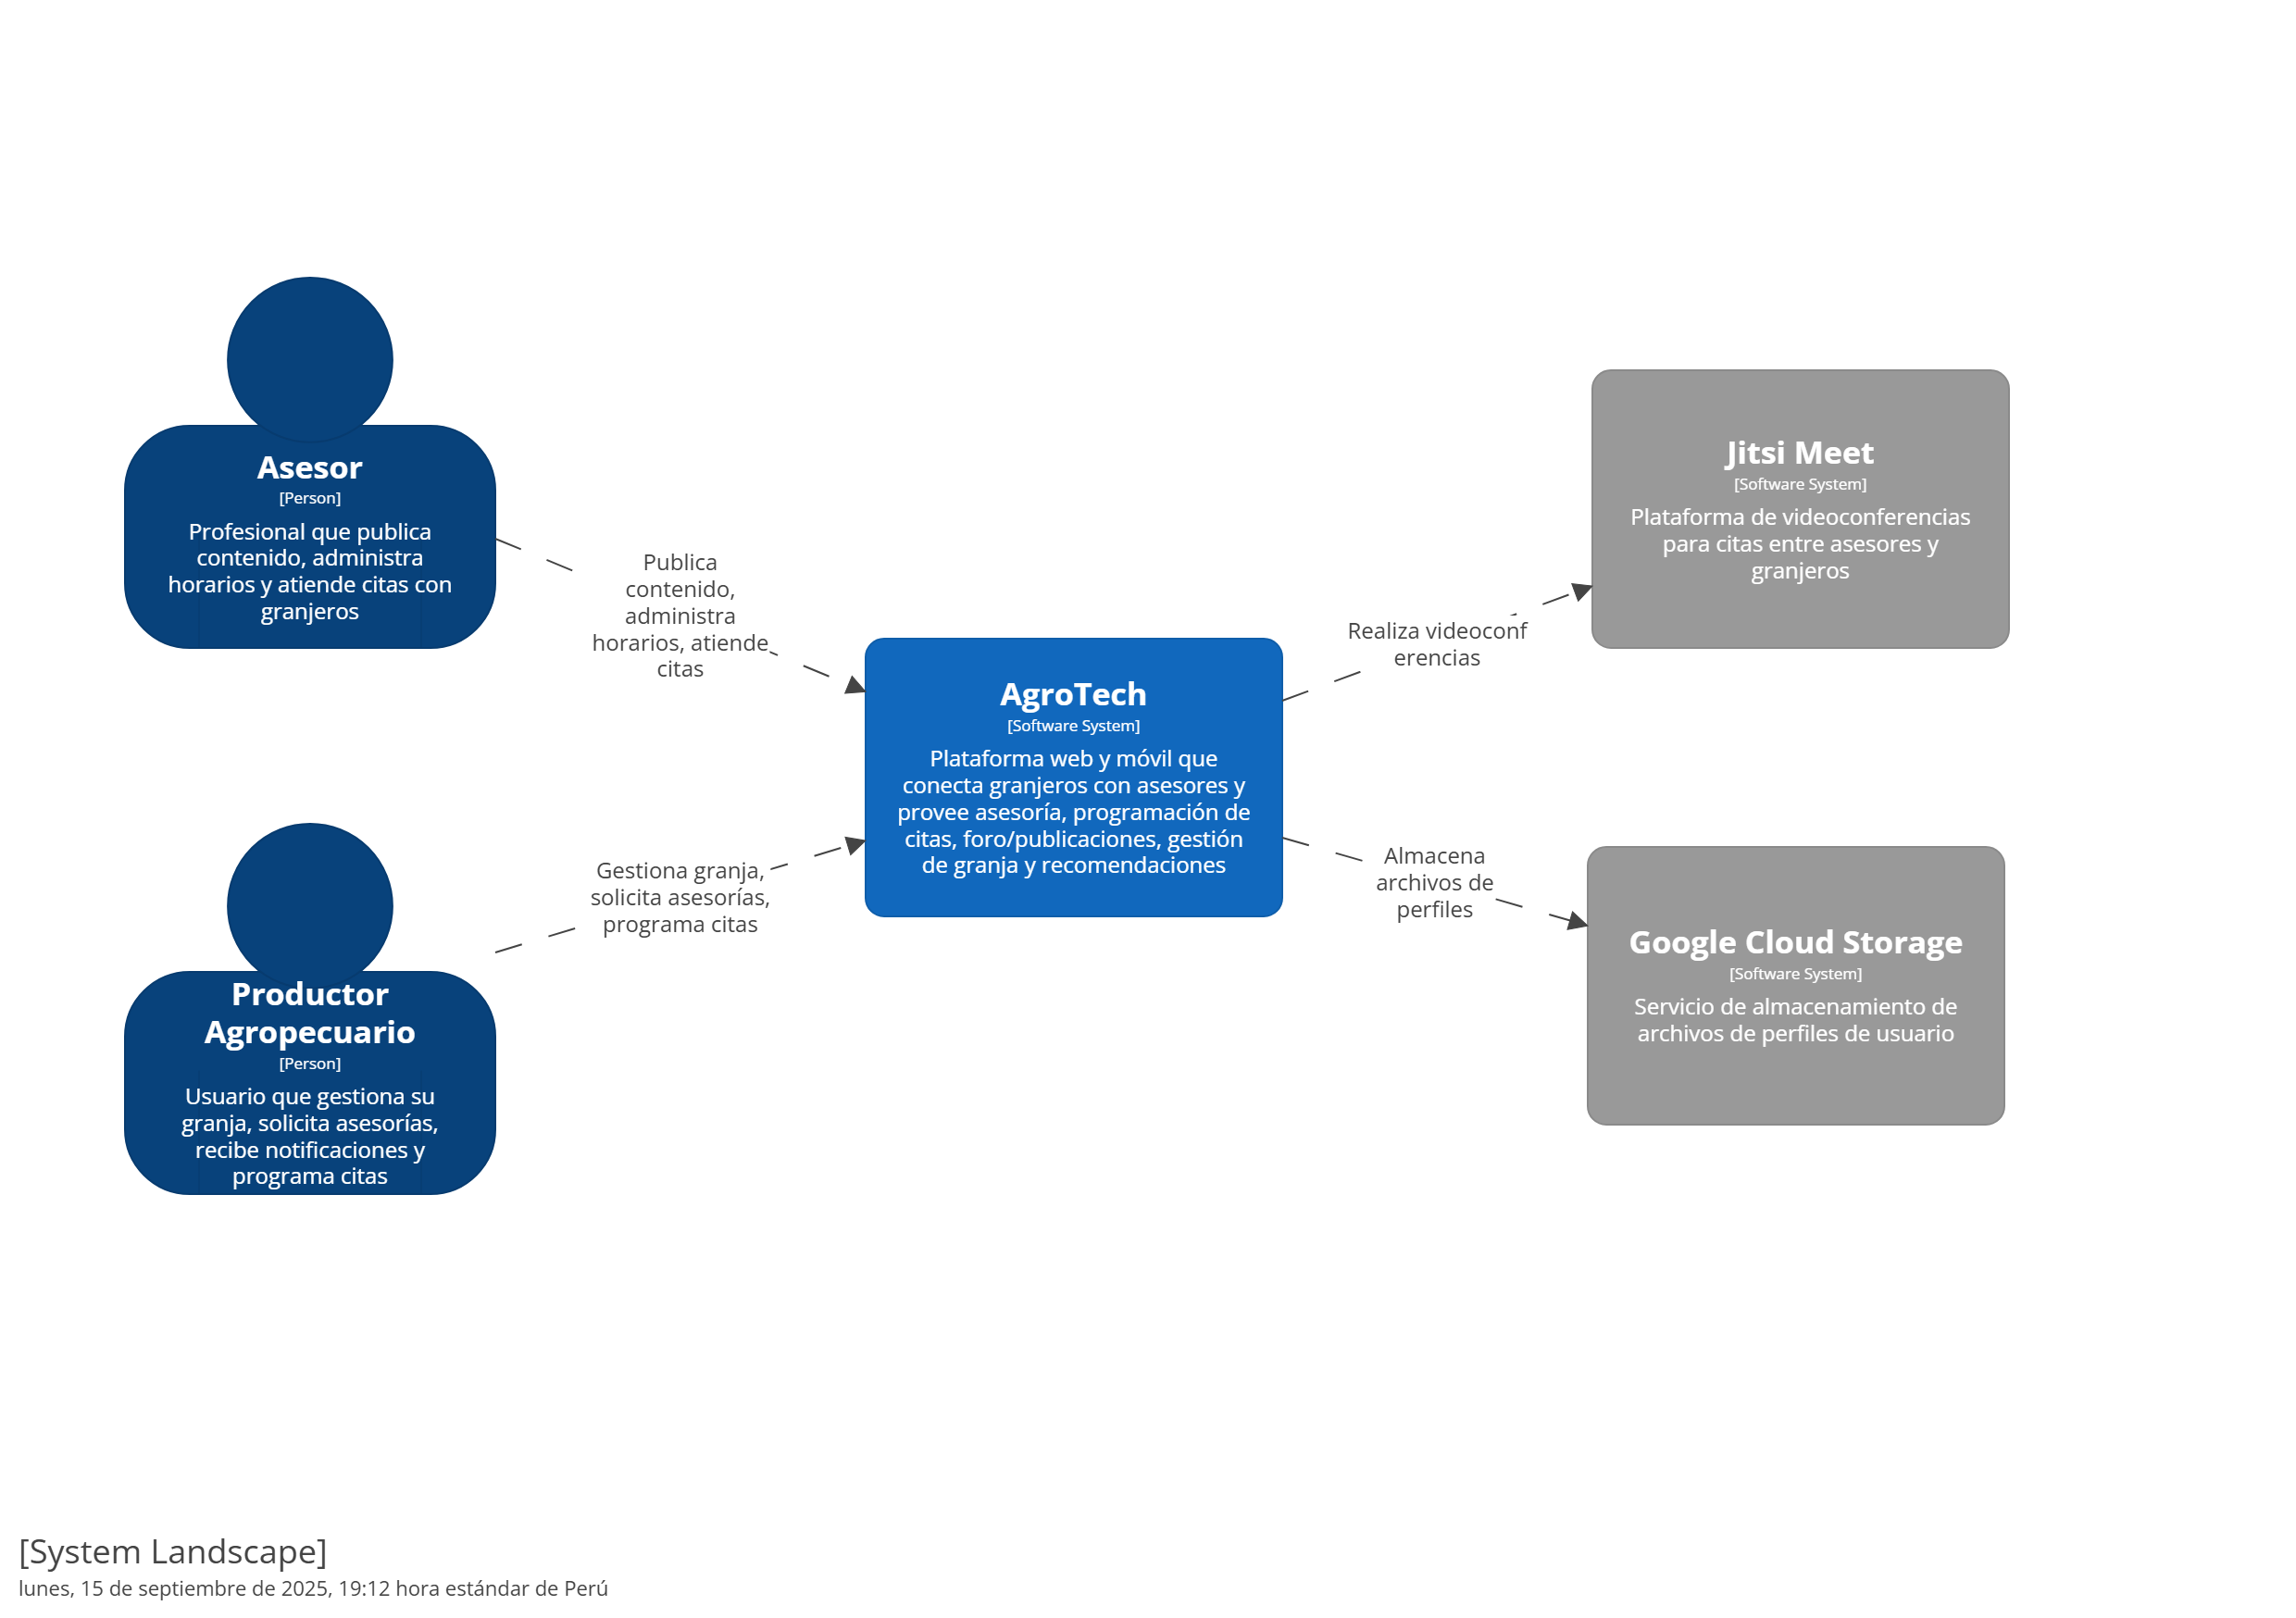 Asesor
[Person]
Profesional que publica
contenido, administra
horarios y atiende citas con
granjeros
Publica
contenido,
administra
horarios, atiende
citas
Productor
Agropecuario
[Person]
Usuario que gestiona su
granja, solicita asesorías,
recibe notificaciones y
programa citas
Gestiona granja,
solicita asesorías,
programa citas
AgroTech
[Software System]
Plataforma web y móvil que
conecta granjeros con asesores y
provee asesoría, programación de
citas, foro/publicaciones, gestión
de granja y recomendaciones
Realiza videoconf
erencias
Jitsi Meet
[Software System]
Plataforma de videoconferencias
para citas entre asesores y
granjeros
Almacena
archivos de
perfiles
Google Cloud Storage
[Software System]
Servicio de almacenamiento de
archivos de perfiles de usuario
[System Landscape]
lunes, 15 de septiembre de 2025, 19:12 hora estándar de Perú